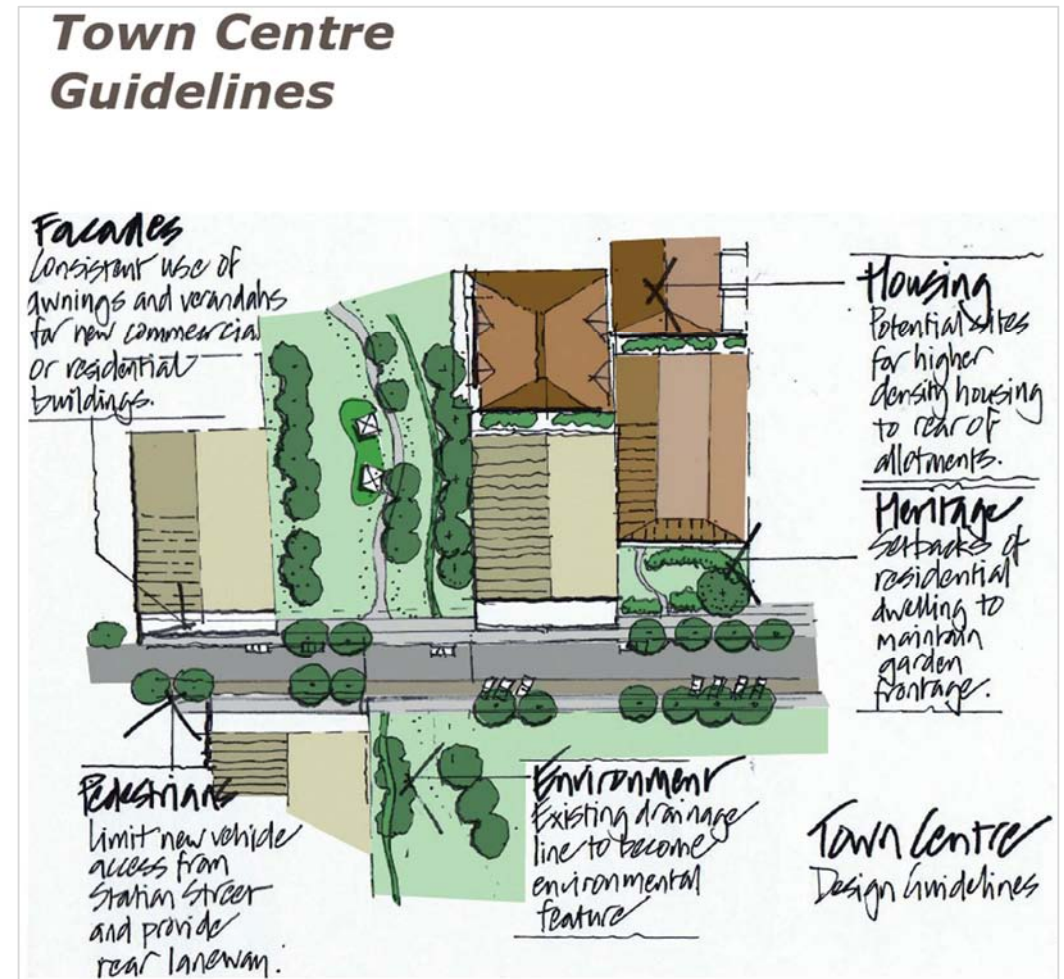 Town Centre
Guidelines
Facades
Consistent use of
awnings and verandahs
for new commercial
or residential
buildings.
Housing
Potential sites
for higher
density housing
to rear of
allotments.
Heritage
Setbacks of
residential
dwelling to
maintain
garden
frontage.
Pedestrians
Limit new vehicle
access from
Station Street
and provide
rear laneway.
Environment
Existing drainage
line to become
environmental
feature
Town Centre
Design Guidelines